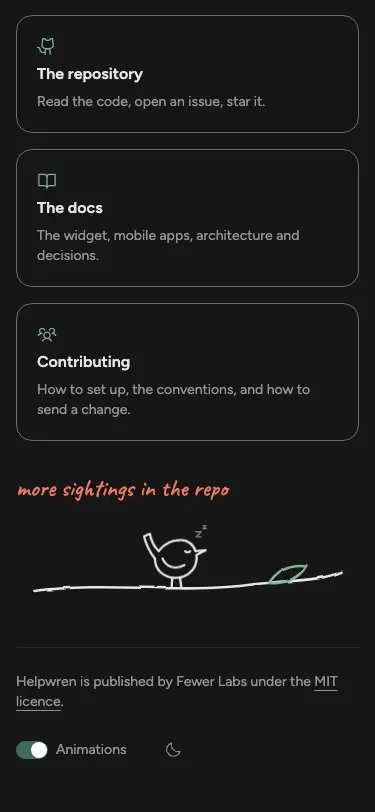 The repository
Read the code, open an issue, star it.
The docs
The widget, mobile apps, architecture and
decisions.
Contributing
How to set up, the conventions, and how to
send a change.
more sightings in the repo
z z
Helpwren is published by Fewer Labs under the MIT
licence.
Animations